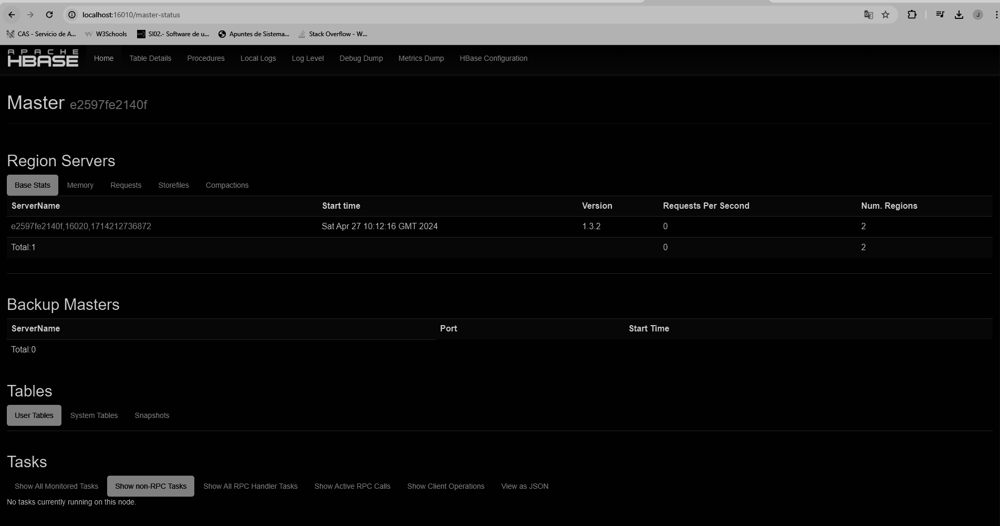 localhost:16010/master-status
CAS - Servicio de A... W3Schools SI02.- Software de u... Apuntes de Sistema... Stack Overflow - W...
APACHE HBASE Home Table Details Procedures Local Logs Log Level Debug Dump Metrics Dump HBase Configuration
Master e2597fe2140f
Region Servers
Base Stats Memory Requests Storefiles Compactions
ServerName Start time Version Requests Per Second Num. Regions
e2597fe2140f,16020,1714212736872 Sat Apr 27 10:12:16 GMT 2024 1.3.2 0 2
Total:1 0 2
Backup Masters
ServerName Port Start Time
Total:0
Tables
User Tables System Tables Snapshots
Tasks
Show All Monitored Tasks Show non-RPC Tasks Show All RPC Handler Tasks Show Active RPC Calls Show Client Operations View as JSON
No tasks currently running on this node.